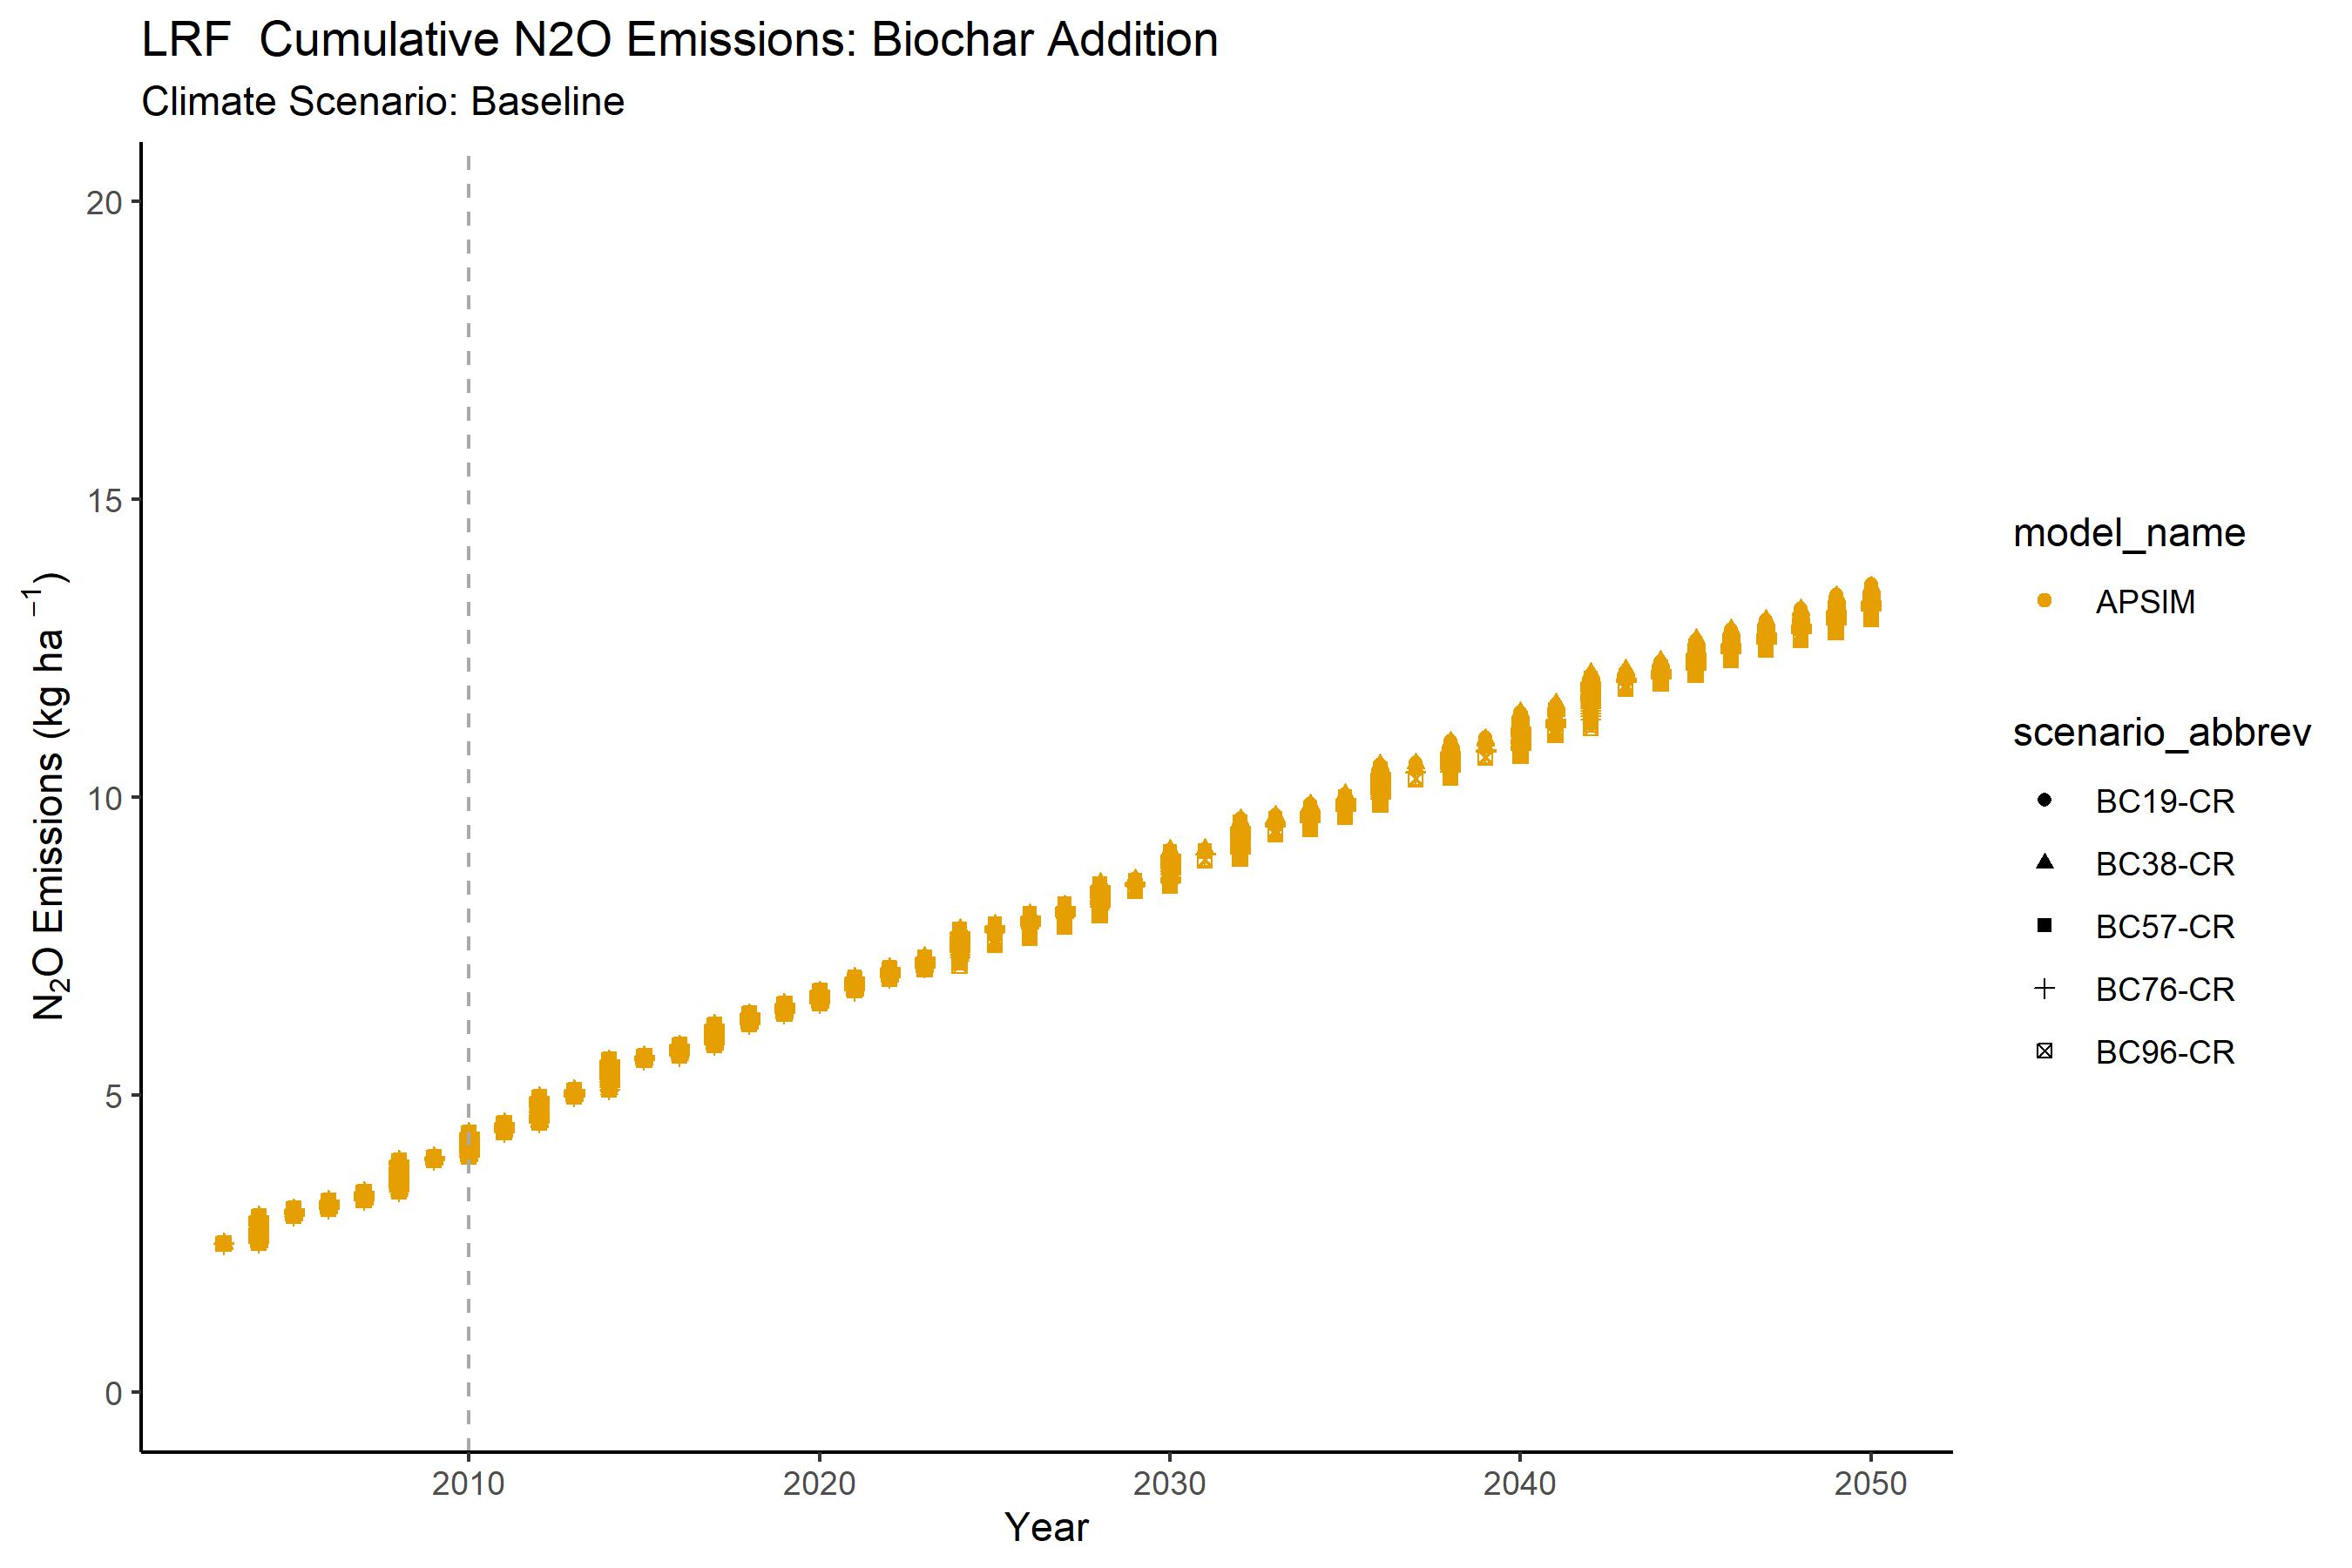 LRF  Cumulative N2O Emissions: Biochar Addition
Climate Scenario: Baseline
N₂O Emissions (kg ha ⁻¹)
20
15
10
5
0
2010 2020 2030 2040 2050
Year
model_name
APSIM
scenario_abbrev
BC19-CR
BC38-CR
BC57-CR
BC76-CR
BC96-CR